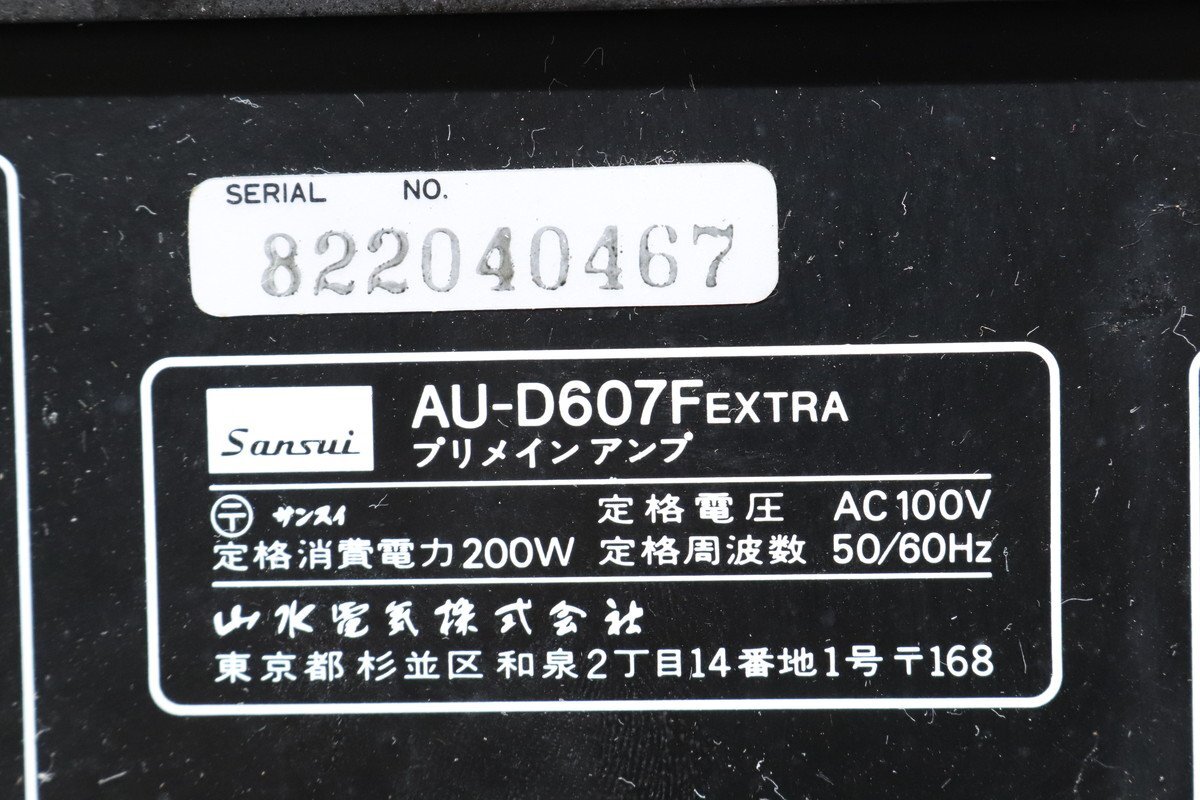 SERIAL NO.
822040467
Sansui
AU-D607F EXTRA
プリメインアンプ
〶 サンスイ 定格電圧 AC100V
定格消費電力200W 定格周波数 50/60Hz
山水電気株式会社
東京都杉並区和泉2丁目14番地1号〒168